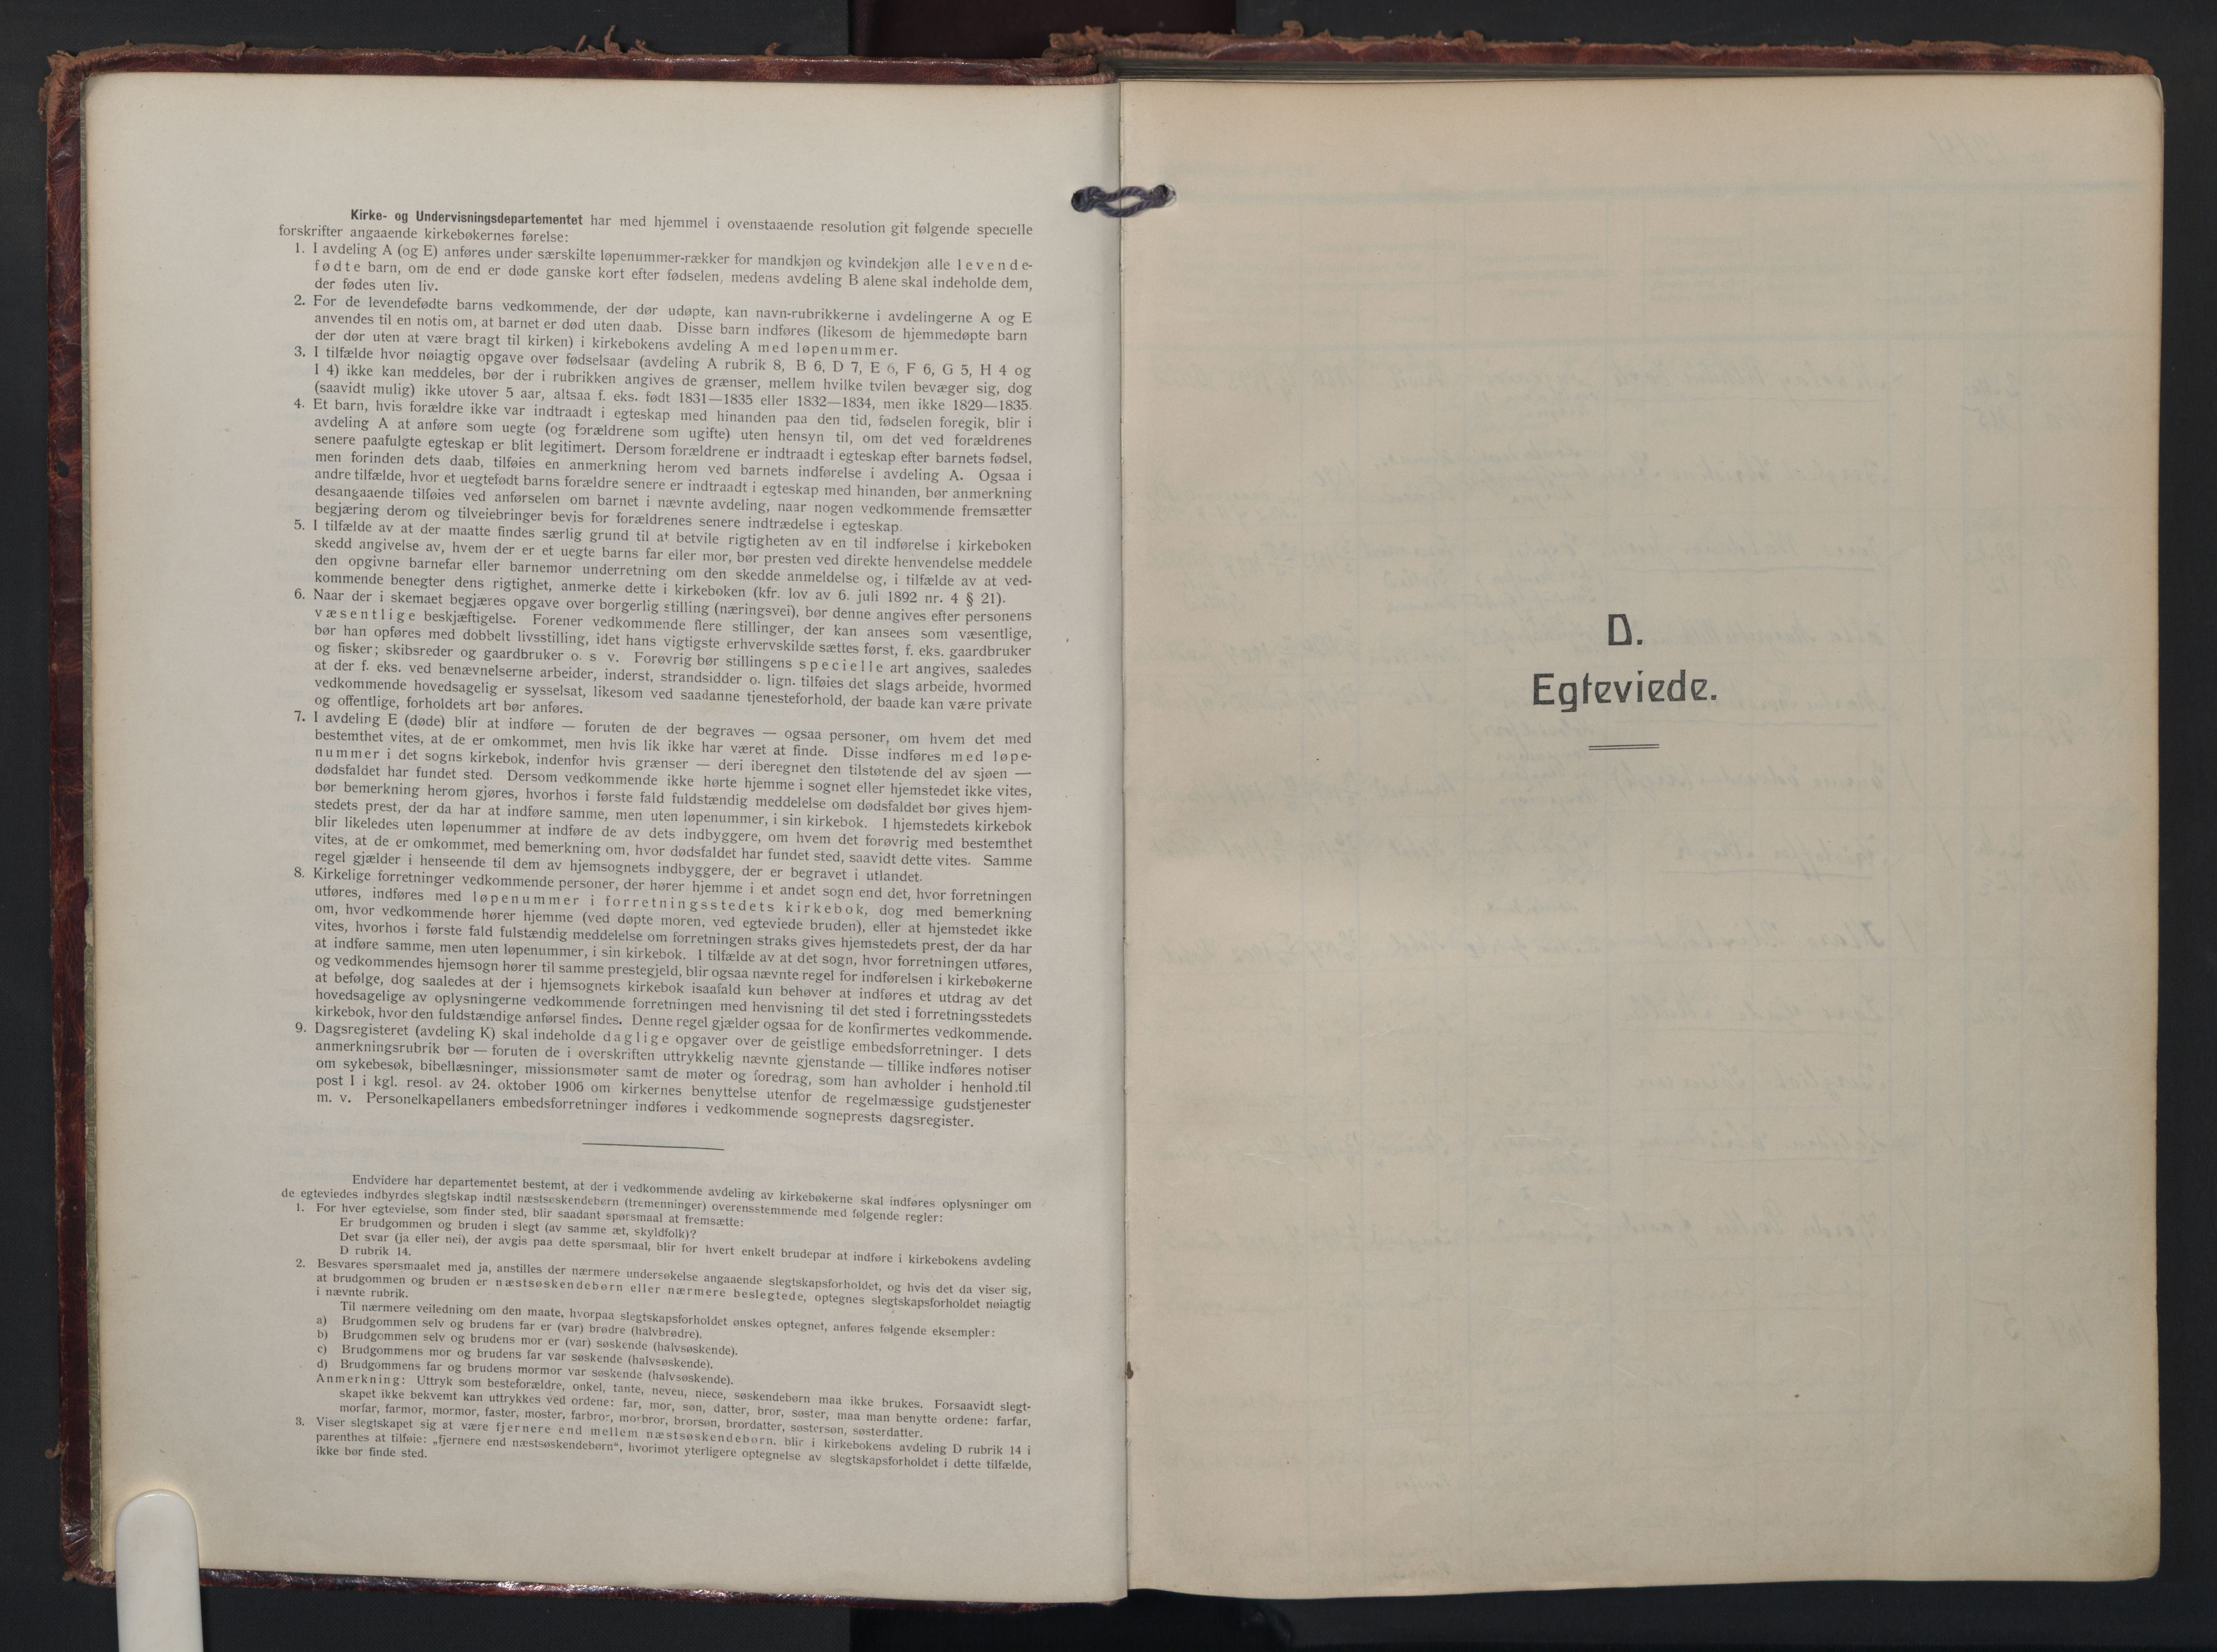 Kirke- og Undervisningsdepartementet har med hjemmel i ovenstaaende resolution git følgende specielle
forskrifter angaaende kirkebøkernes førelse:
1. I avdeling A (og E) anføres under særskilte løpenummer-rækker for mandkjøn og kvindekjøn alle levende-
fødte barn, om de end er døde ganske kort efter fødselen, medens avdeling B alene skal indeholde dem,
der fødes uten liv.
2. For de levendefødte barns vedkommende, der dør udøpte, kan navn-rubrikkerne i avdelingerne A og E
anvendes til en notis om, at barnet er død uten daab. Disse barn indføres (likesom de hjemmedøpte barn
der dør uten at være bragt til kirken) i kirkebokens avdeling A med løpenummer.
3. I tilfælde hvor nøiagtig opgave over fødselsaar (avdeling A rubrik 8, B 6, D 7, E 6, F 6, G 5, H 4 og
I 4) ikke kan meddeles, bør der i rubrikken angives de grænser, mellem hvilke tvilen bevæger sig, dog
(saavidt mulig) ikke utover 5 aar, altsaa f. eks. født 1831—1835 eller 1832—1834, men ikke 1829—1835.
4. Et barn, hvis forældre ikke var indtraadt i egteskap med hinanden paa den tid, fødselen foregik, blir i
avdeling A at anføre som uegte (og forældrene som ugifte) uten hensyn til, om det ved forældrenes
senere paafulgte egteskap er blit legitimert. Dersom forældrene er indtraadt i egteskap efter barnets fødsel,
men forinden dets daab, tilføies en anmerkning herom ved barnets indførelse i avdeling A. Ogsaa i
andre tilfælde, hvor et uegtefødt barns forældre senere er indtraadt i egteskap med hinanden, bør anmerkning
desangaaende tilføies ved anførselen om barnet i nævnte avdeling, naar nogen vedkommende fremsætter
begjæring derom og tilveiebringer bevis for forældrenes senere indtrædelse i egteskap.
5. I tilfælde av at der maatte findes særlig grund til at betvile rigtigheten av en til indførelse i kirkeboken
skedd angivelse av, hvem der er et uegte barns far eller mor, bør presten ved direkte henvendelse meddele
den opgivne barnefar eller barnemor underretning om den skedde anmeldelse og, i tilfælde av at ved-
kommende benegter dens rigtighet, anmerke dette i kirkeboken (kfr. lov av 6. juli 1892 nr. 4 § 21).
6. Naar der i skemaet begjæres opgave over borgerlig stilling (næringsvei), bør denne angives efter personens
væsentlige beskjæftigelse. Forener vedkommende flere stillinger, der kan ansees som væsentlige,
bør han opføres med dobbelt livsstilling, idet hans vigtigste erhvervskilde sættes først, f. eks. gaardbruker
og fisker; skibsreder og gaardbruker o. s v. Forøvrig bør stillingens specielle art angives, saaledes
at der f. eks. ved benævnelserne arbeider, inderst, strandsidder o. lign. tilføies det slags arbeide, hvormed
vedkommende hovedsagelig er sysselsat, likesom ved saadanne tjenesteforhold, der baade kan være private
og offentlige, forholdets art bør anføres.
7. I avdeling E (døde) blir at indføre — foruten de der begraves — ogsaa personer, om hvem det med
bestemthet vites, at de er omkommet, men hvis lik ikke har været at finde. Disse indføres med løpe-
nummer i det sogns kirkebok, indenfor hvis grænser — deri iberegnet den tilstøtende del av sjøen —
dødsfaldet har fundet sted. Dersom vedkommende ikke hørte hjemme i sognet eller hjemstedet ikke vites,
bør bemerkning herom gjøres, hvorhos i første fald fuldstændig meddelelse om dødsfaldet bør gives hjem-
stedets prest, der da har at indføre samme, men uten løpenummer, i sin kirkebok. I hjemstedets kirkebok
blir likeledes uten løpenummer at indføre de av dets indbyggere, om hvem det forøvrig med bestemthet
vites, at de er omkommet, med bemerkning om, hvor dødsfaldet har fundet sted, saavidt dette vites. Samme
regel gjælder i henseende til dem av hjemsognets indbyggere, der er begravet i utlandet.
8. Kirkelige forretninger vedkommende personer, der hører hjemme i et andet sogn end det, hvor forretningen
utføres, indføres med løpenummer i forretningsstedets kirkebok, dog med bemerkning
om, hvor vedkommende hører hjemme (ved døpte moren, ved egteviede bruden), eller at hjemstedet ikke
vites, hvorhos i første fald fulstændig meddelelse om forretningen straks gives hjemstedets prest, der da har
at indføre samme, men uten løpenummer, i sin kirkebok. I tilfælde av at det sogn, hvor forretningen utføres,
og vedkommendes hjemsogn hører til samme prestegjeld, blir ogsaa nævnte regel for indførelsen i kirkebøkerne
at befølge, dog saaledes at der i hjemsognets kirkebok isaafald kun behøver at indføres et utdrag av det
hovedsagelige av oplysningerne vedkommende forretningen med henvisning til det sted i forretningsstedets
kirkebok, hvor den fuldstændige anførsel findes. Denne regel gjælder ogsaa for de konfirmertes vedkommende.
9. Dagsregisteret (avdeling K) skal indeholde daglige opgaver over de geistlige embedsforretninger. I dets
anmerkningsrubrik bør — foruten de i overskriften uttrykkelig nævnte gjenstande — tillike indføres notiser
om sykebesøk, bibellæsninger, missionsmøter samt de møter og foredrag, som han avholder i henhold.til
post I i kgl. resol. av 24. oktober 1906 om kirkernes benyttelse utenfor de regelmæssige gudstjenester
m. v. Personelkapellaners embedsforretninger indføres i vedkommende sogneprests dagsregister.
Endvidere har departementet bestemt, at der i vedkommende avdeling av kirkebøkerne skal indføres oplysninger om
de egteviedes indbyrdes slegtskap indtil næstsøskendebørn (tremenninger) overensstemmende med følgende regler:
1. For hver egtevielse, som finder sted, blir saadant spørsmaal at fremsætte:
Er brudgommen og bruden i slegt (av samme æt, skyldfolk)?
Det svar (ja eller nei), der avgis paa dette spørsmaal, blir for hvert enkelt brudepar at indføre i kirkebokens avdeling
D rubrik 14.
2. Besvares spørsmaalet med ja, anstilles der nærmere undersøkelse angaaende slegtskapsforholdet, og hvis det da viser sig,
at brudgommen og bruden er næstsøskendebørn eller nærmere beslegtede, optegnes slegtskapsforholdet nøiagtig
i nævnte rubrik.
Til nærmere veiledning om den maate, hvorpaa slegtskapsforholdet ønskes optegnet, anføres følgende eksempler:
a) Brudgommen selv og brudens far er (var) brødre (halvbrødre).
b) Brudgommen selv og brudens mor er (var) søskende (halvsøskende).
c) Brudgommens mor og brudens far var søskende (halvsøskende).
d) Brudgommens far og brudens mormor var søskende (halvsøskende).
Anmerkning: Uttryk som besteforældre, onkel, tante, neveu, niece, søskendebørn maa ikke brukes. Forsaavidt slegt-
skapet ikke bekvemt kan uttrykkes ved ordene: far, mor, søn, datter, bror, søster, maa man benytte ordene: farfar,
morfar, farmor, mormor, faster, moster, farbror, morbror, brorsøn, brordatter, søstersøn, søsterdatter.
3. Viser slegtskapet sig at være fjernere end mellem næstsøskendebørn, blir i kirkebokens avdeling D rubrik 14 i
parenthes at tilføie: „fjernere end næstsøskendebørn“, hvorimot yterligere optegnelse av slegtskapsforholdet i dette tilfælde,
ikke bør finde sted.
D.
Egteviede.